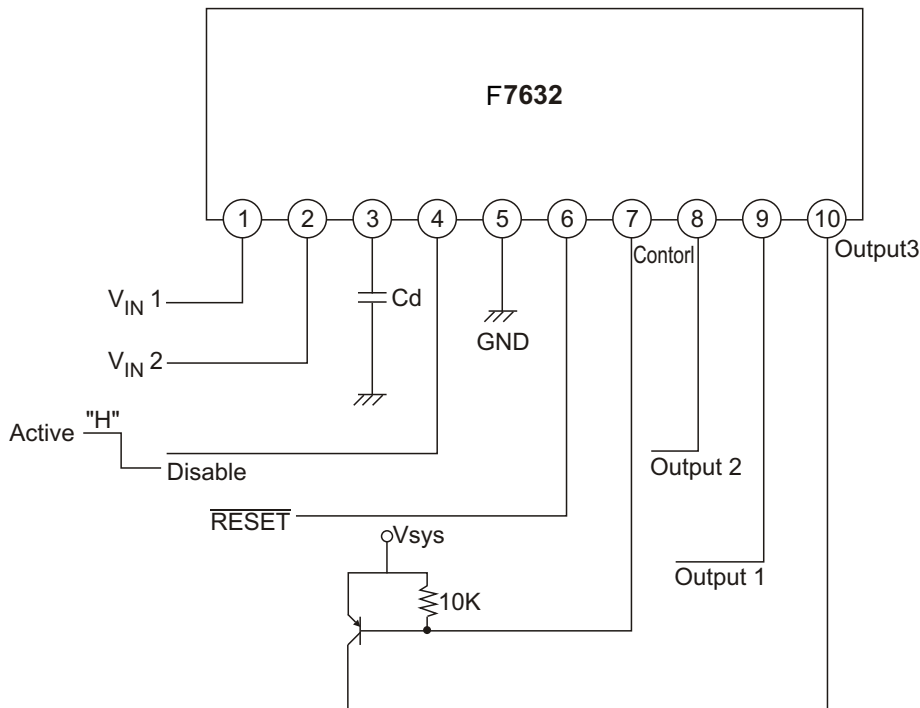 F7632
1 2 3 4 5 6 7 8 9 10
Contorl
Output3
VIN 1
Cd
GND
VIN 2
Active "H"
Disable
Output 2
RESET
Vsys
Output 1
10K